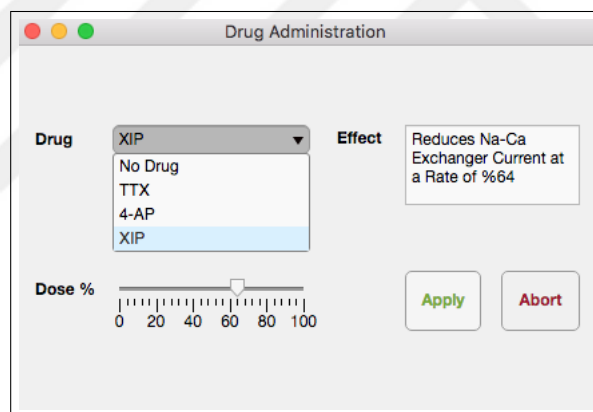 Drug Administration
Drug
XIP
No Drug
TTX
4-AP
XIP
Effect
Reduces Na-Ca
Exchanger Current at
a Rate of %64
Dose %
0 20 40 60 80 100
Apply
Abort